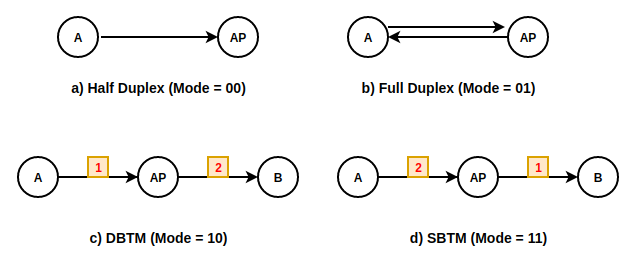 A AP A AP
a) Half Duplex (Mode = 00) b) Full Duplex (Mode = 01)
1 2 2 1
A AP B A AP B
c) DBTM (Mode = 10) d) SBTM (Mode = 11)